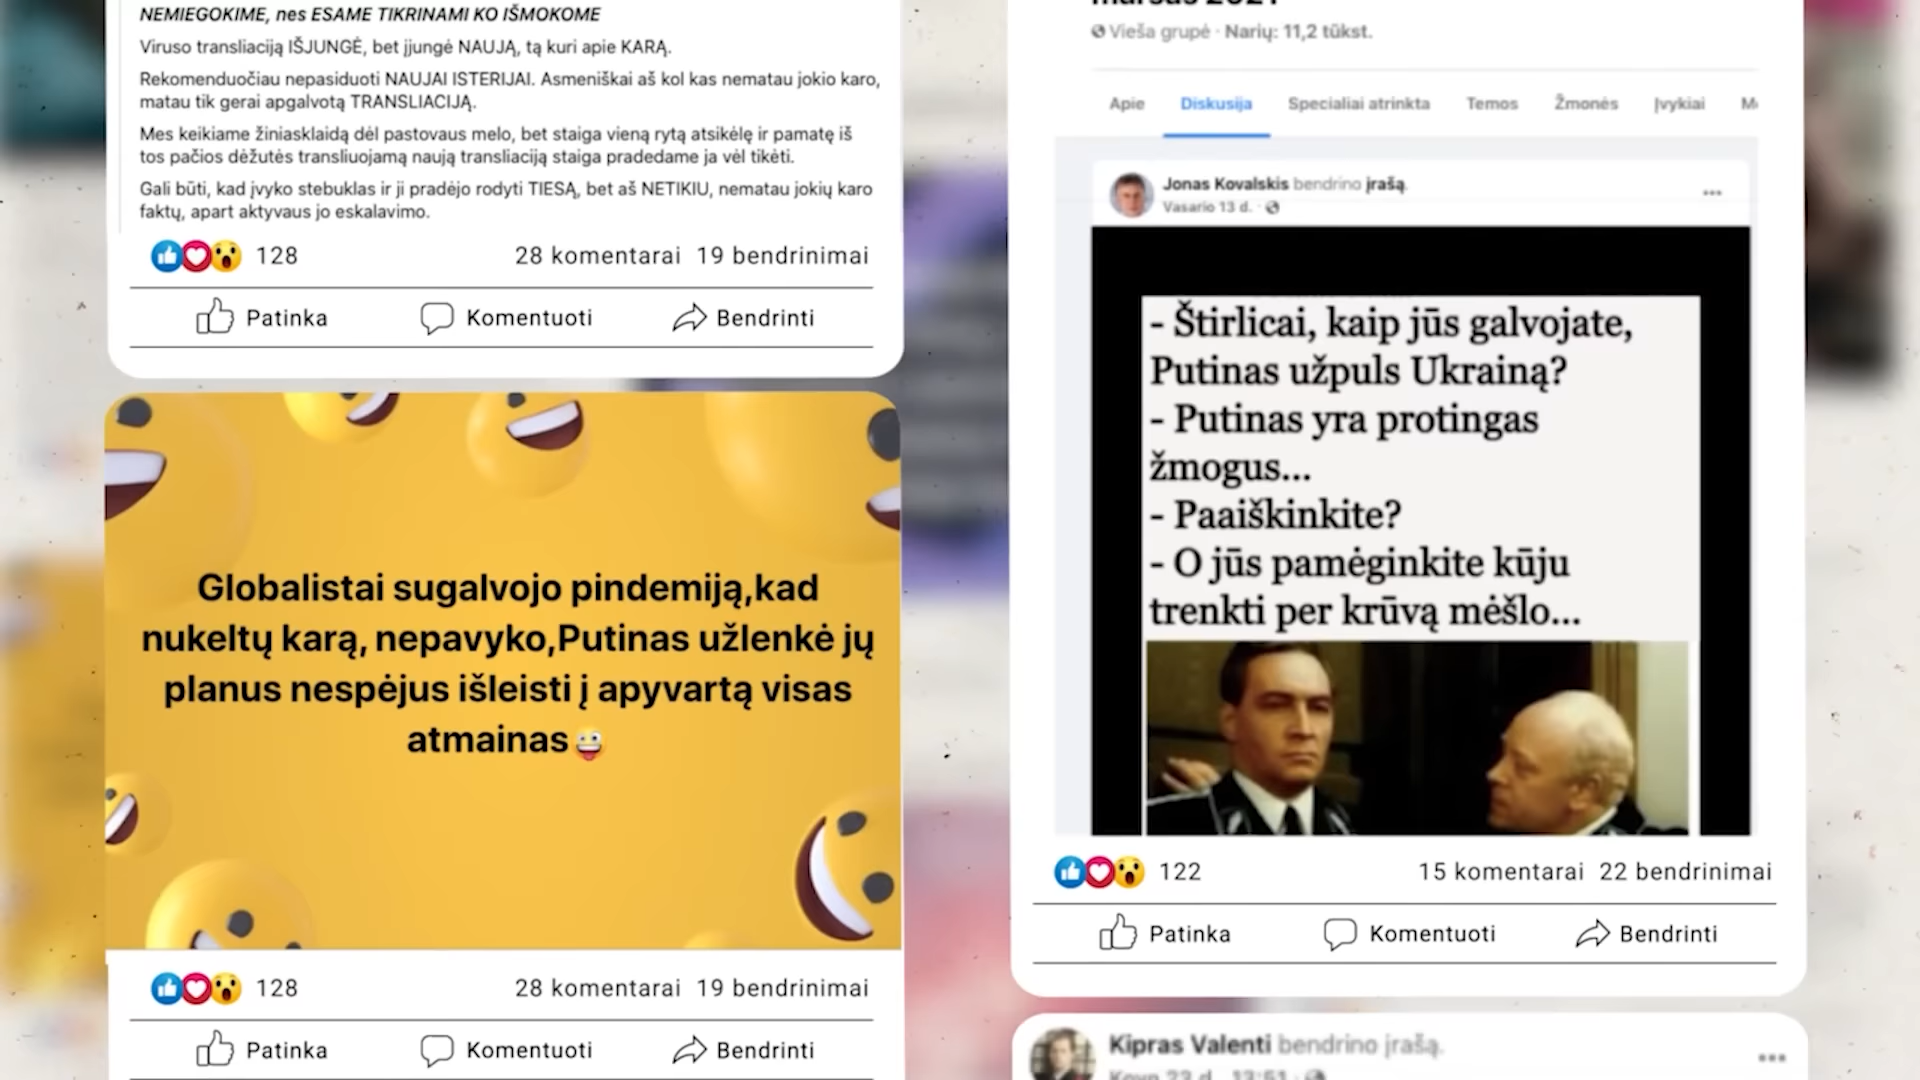 NEMIEGOKIME, nes ESAME TIKRINAMI KO IŠMOKOME
Viruso transliaciją IŠJUNGĖ, bet įjungė NAUJĄ, tą kuri apie KARĄ.
Rekomenduočiau nepasiduoti NAUJAI ISTERIJAI. Asmeniškai aš kol kas nematau jokio karo,
matau tik gerai apgalvotą TRANSLIACIJĄ.
Mes keikiame žiniasklaidą dėl pastovaus melo, bet staiga vieną rytą atsikėlę ir pamatę iš
tos pačios dėžutės transliuojamą naują transliaciją staiga pradedame ja vėl tikėti.
Gali būti, kad įvyko stebuklas ir ji pradėjo rodyti TIESĄ, bet aš NETIKIU, nematau jokių karo
faktų, apart aktyvaus jo eskalavimo.
128 28 komentarai 19 bendrinimai
Patinka Komentuoti Bendrinti
Globalistai sugalvojo pindemiją,kad
nukeltų karą, nepavyko,Putinas užlenkė jų
planus nespėjus išleisti į apyvartą visas
atmainas
128 28 komentarai 19 bendrinimai
Patinka Komentuoti Bendrinti
maršas 2021
Vieša grupė · Narių: 11,2 tūkst.
Apie Diskusija Specialiai atrinkta Temos Žmonės Įvykiai
Jonas Kovalskis bendrino įrašą.
Vasario 13 d. ·
- Štirlicai, kaip jūs galvojate,
Putinas užpuls Ukrainą?
- Putinas yra protingas
žmogus...
- Paaiškinkite?
- O jūs pamėginkite kūju
trenkti per krūvą mėšlo...
122 15 komentarai 22 bendrinimai
Patinka Komentuoti Bendrinti
Kipras Valenti bendrino įrašą.
Kovo 23 d. · 13:51 ·